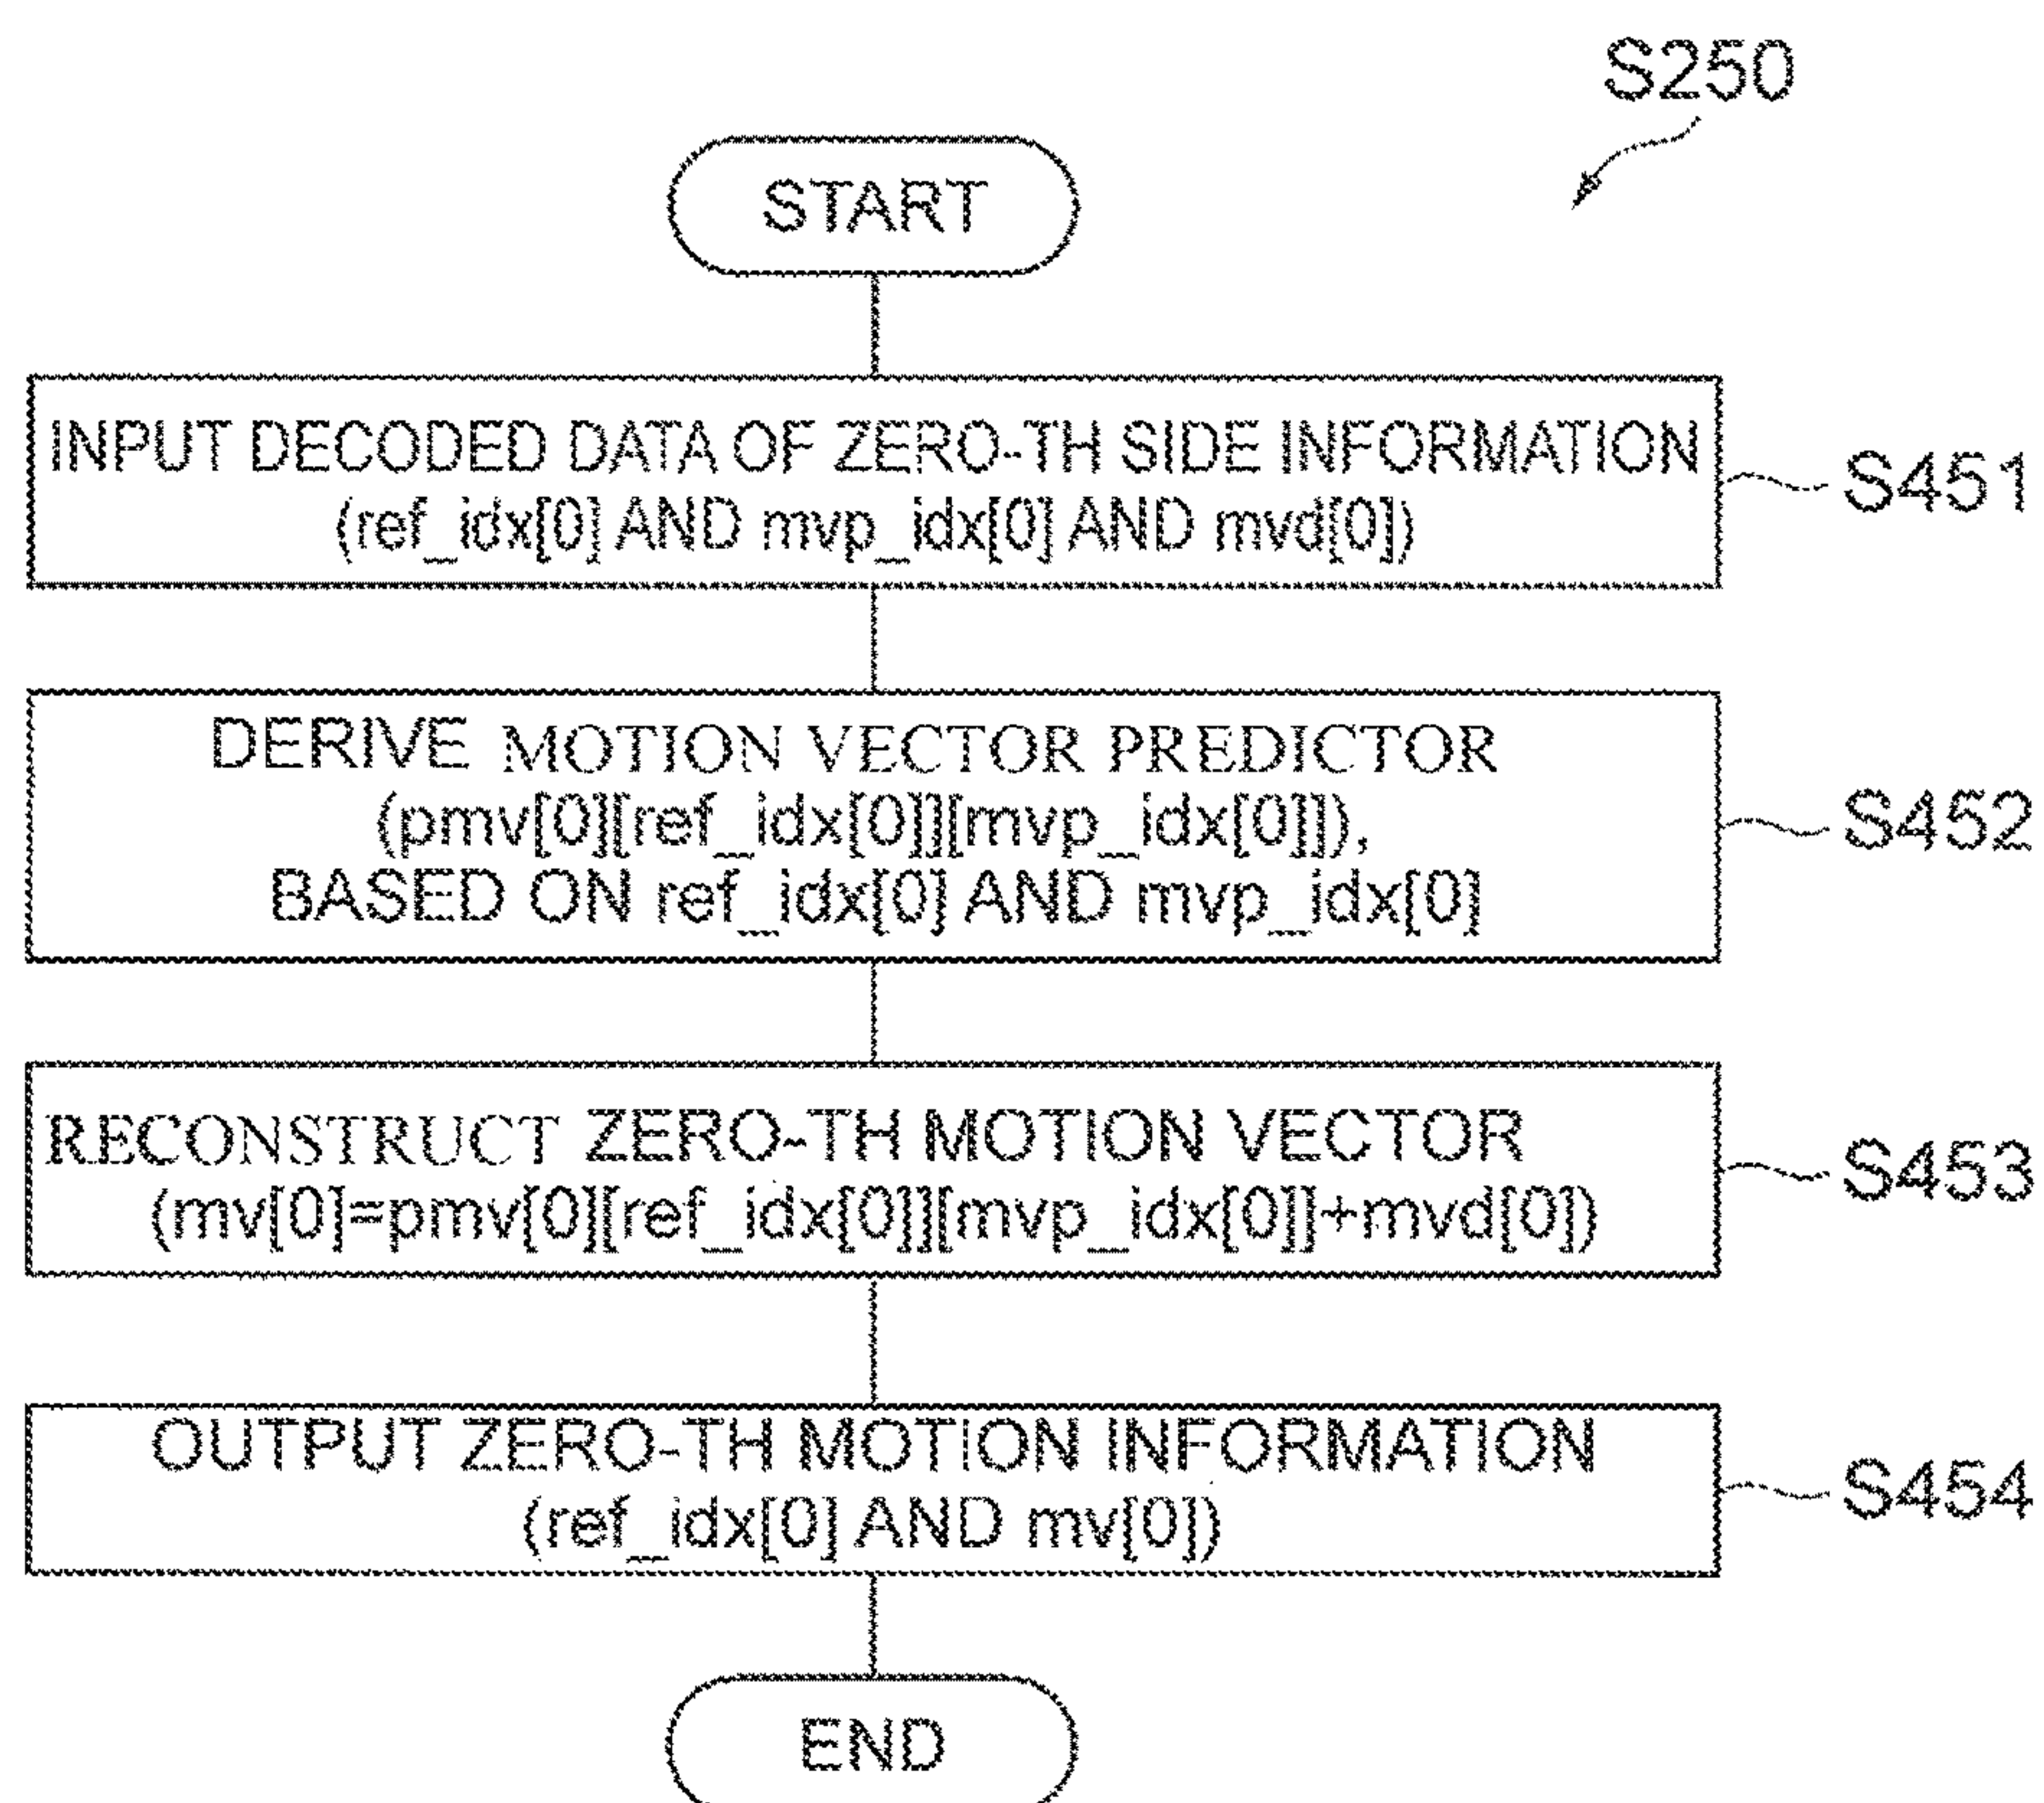 S250
START
INPUT DECODED DATA OF ZERO-TH SIDE INFORMATION
(ref_idx[0] AND mvp_idx[0] AND mvd[0])
S451
DERIVE MOTION VECTOR PREDICTOR
(pmv[0][ref_idx[0]][mvp_idx[0]]),
BASED ON ref_idx[0] AND mvp_idx[0]
S452
RECONSTRUCT ZERO-TH MOTION VECTOR
(mv[0]=pmv[0][ref_idx[0]][mvp_idx[0]]+mvd[0])
S453
OUTPUT ZERO-TH MOTION INFORMATION
(ref_idx[0] AND mv[0])
S454
END